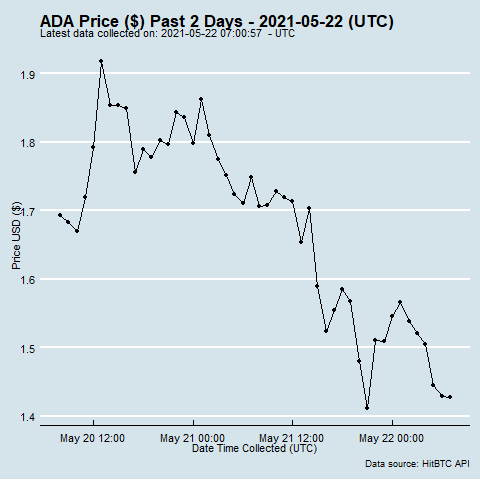 ADA Price ($) Past 2 Days - 2021-05-22 (UTC)
Latest data collected on: 2021-05-22 07:00:57 - UTC
1.9
1.8
1.7
1.6
1.5
1.4
Price USD ($)
May 20 12:00
May 21 00:00
May 21 12:00
May 22 00:00
Date Time Collected (UTC)
Data source: HitBTC API